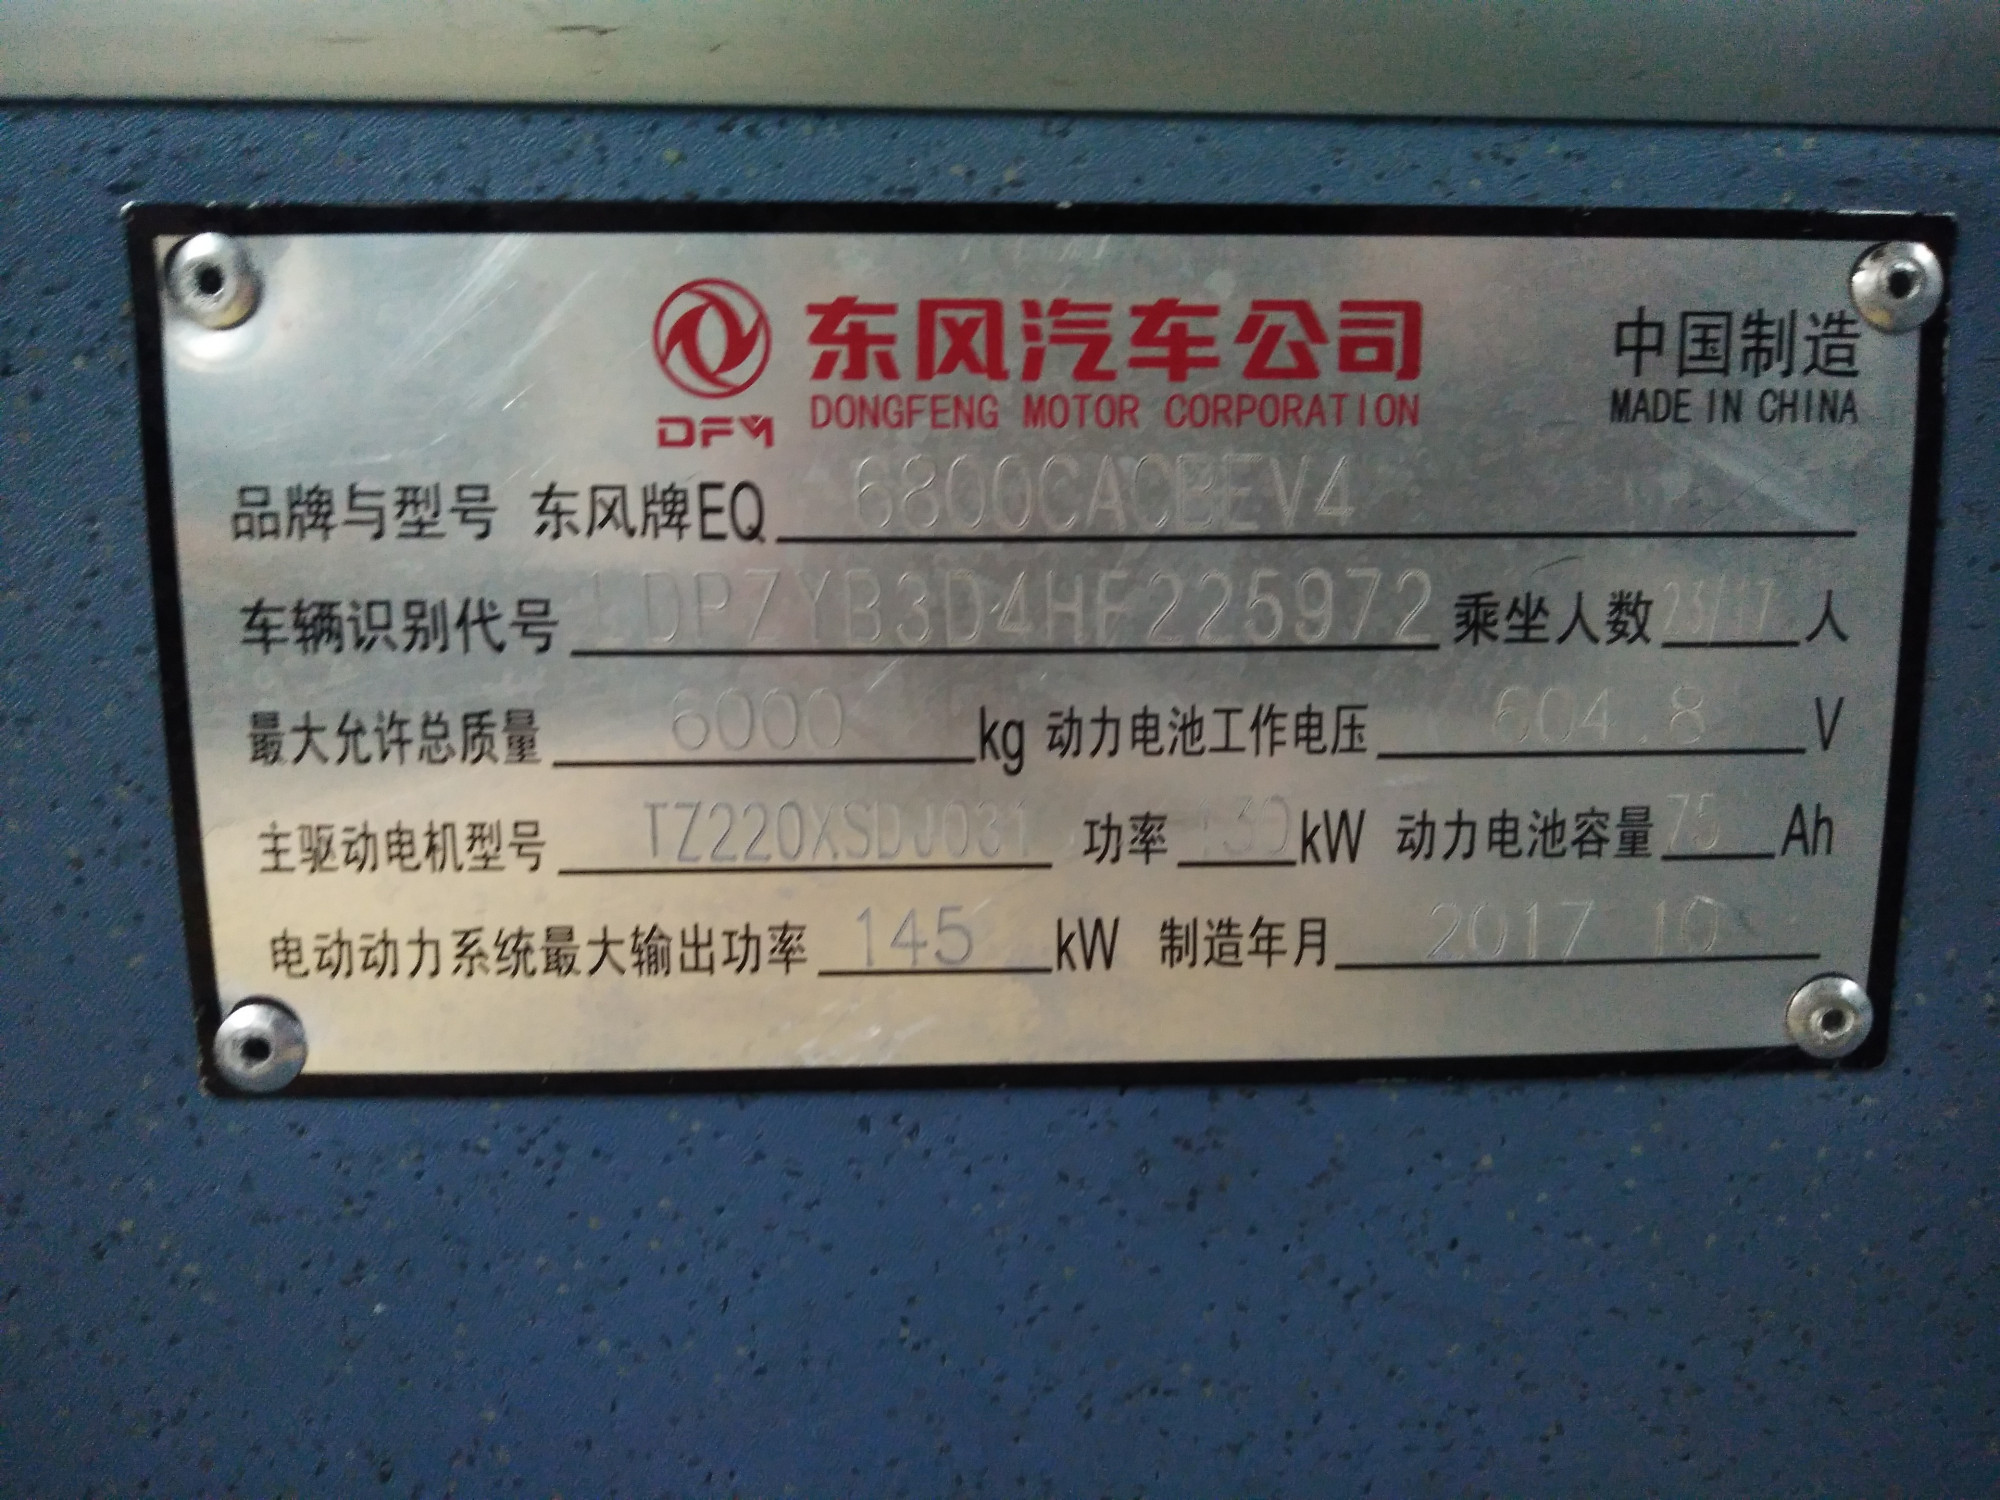 东风汽车公司
中国制造
DFM
DONGFENG MOTOR CORPORATION
MADE IN CHINA
品牌与型号 东风牌EQ 6800CACBEV4
车辆识别代号 LDPZYB3D4HF225972 乘坐人数 23/17 人
最大允许总质量 6000 kg 动力电池工作电压 604.8 V
主驱动电机型号 TZ220XSDJ031 功率 130 kW 动力电池容量 75 Ah
电动动力系统最大输出功率 145 kW 制造年月 2017 10